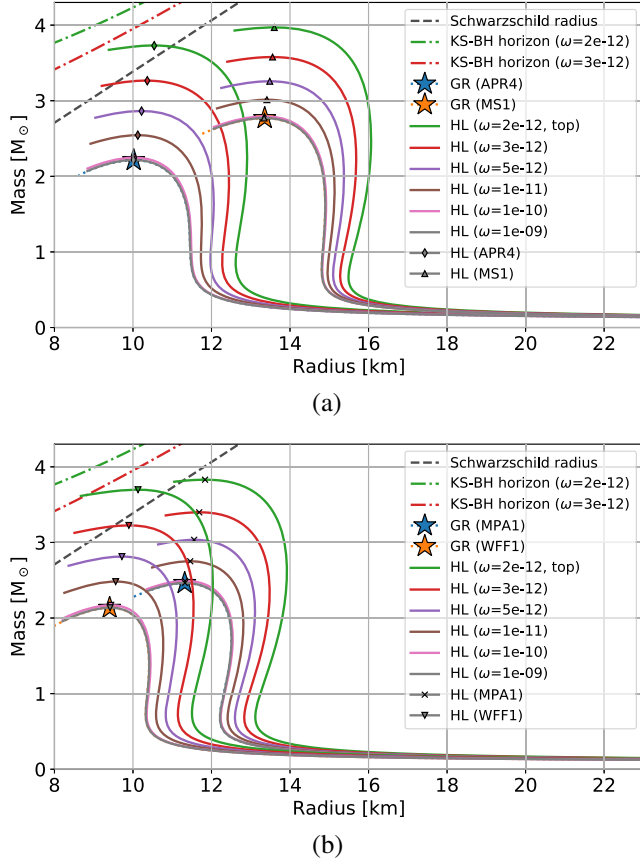 4
3
2
1
0
Mass [M⊙]
8
10
12
14
16
18
20
22
Radius [km]
Schwarzschild radius
KS-BH horizon (ω=2e-12)
KS-BH horizon (ω=3e-12)
GR (APR4)
GR (MS1)
HL (ω=2e-12, top)
HL (ω=3e-12)
HL (ω=5e-12)
HL (ω=1e-11)
HL (ω=1e-10)
HL (ω=1e-09)
HL (APR4)
HL (MS1)
(a)
4
3
2
1
0
Mass [M⊙]
8
10
12
14
16
18
20
22
Radius [km]
Schwarzschild radius
KS-BH horizon (ω=2e-12)
KS-BH horizon (ω=3e-12)
GR (MPA1)
GR (WFF1)
HL (ω=2e-12, top)
HL (ω=3e-12)
HL (ω=5e-12)
HL (ω=1e-11)
HL (ω=1e-10)
HL (ω=1e-09)
HL (MPA1)
HL (WFF1)
(b)